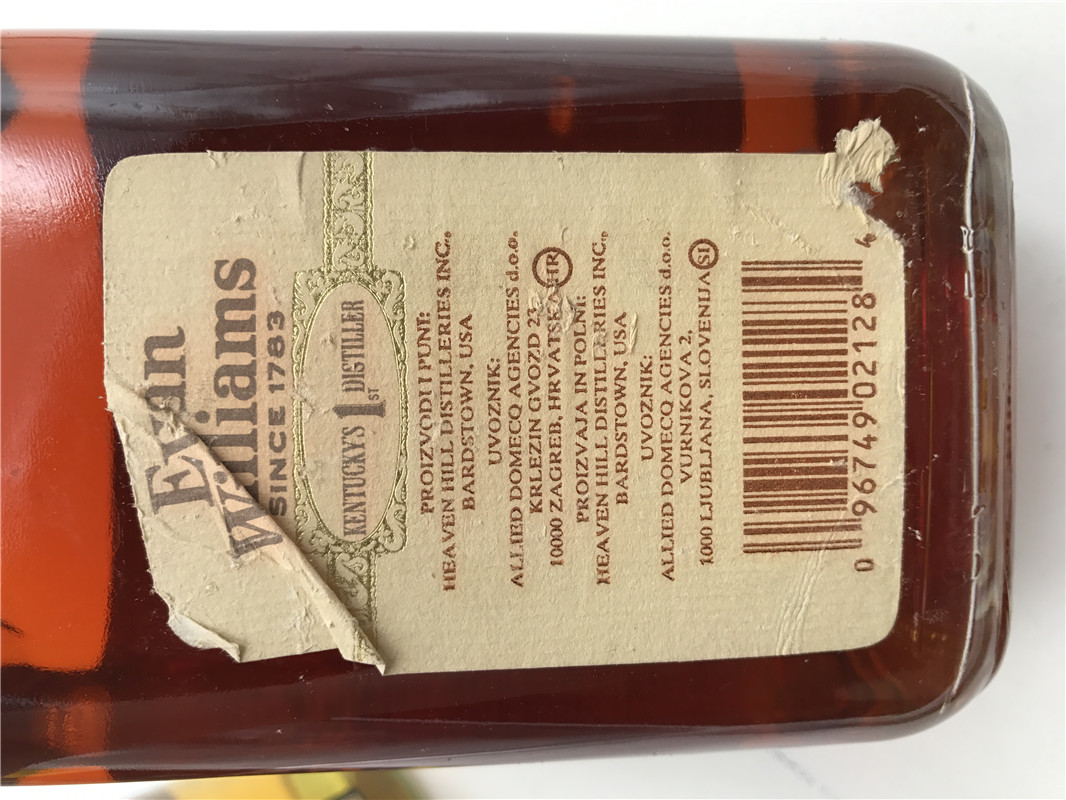 Evan
Williams
SINCE 1783
KENTUCKY'S 1ST DISTILLER
PROIZVODI I PUNI:
HEAVEN HILL DISTILLERIES INC.,
BARDSTOWN, USA
UVOZNIK:
ALLIED DOMECQ AGENCIES d.o.o.
KRLEZIN GVOZD 23,
10000 ZAGREB, HRVATSKA HR
PROIZVAJA IN POLNI:
HEAVEN HILL DISTILLERIES INC.,
BARDSTOWN, USA
UVOZNIK:
ALLIED DOMECQ AGENCIES d.o.o.
VURNIKOVA 2,
1000 LJUBLJANA, SLOVENIJA SI
0 96749 02128 4